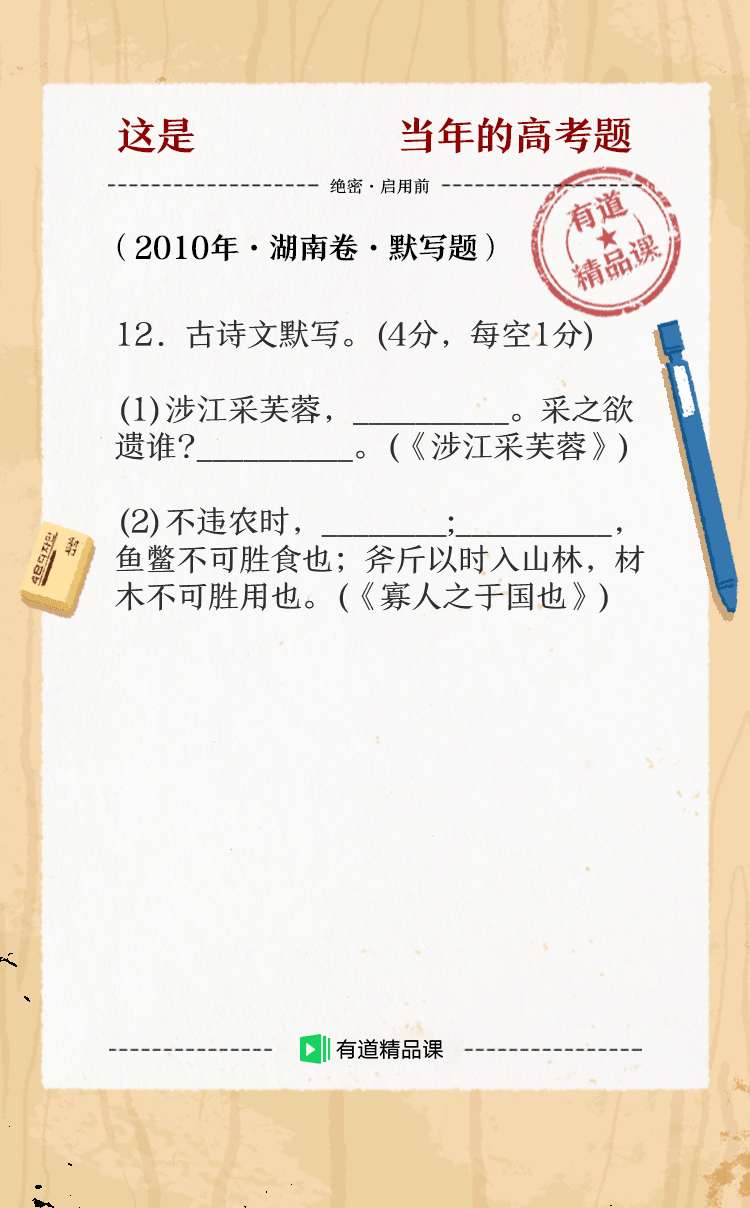 这是 当年的高考题
绝密·启用前
有道
精品课
（2010年·湖南卷·默写题）
12. 古诗文默写。(4分，每空1分)
(1)涉江采芙蓉，__________。采之欲
遗谁?__________。(《涉江采芙蓉》)
(2)不违农时，________;__________，
鱼鳖不可胜食也；斧斤以时入山林，材
木不可胜用也。(《寡人之于国也》)
有道精品课